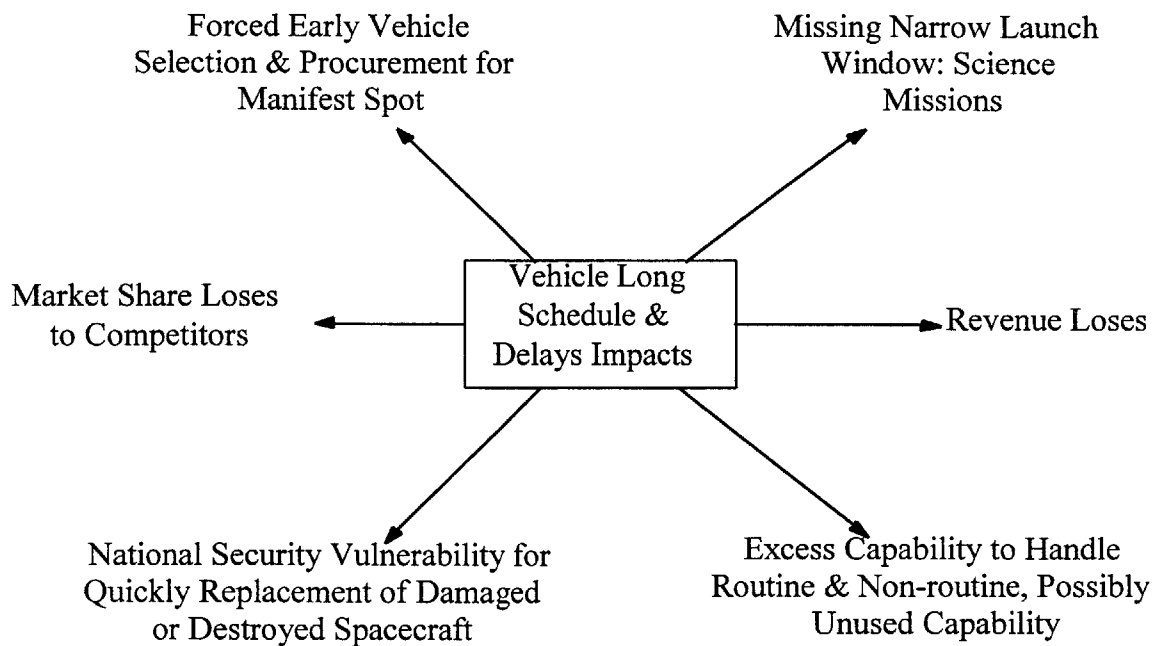 Forced Early Vehicle
Selection & Procurement for
Manifest Spot
Missing Narrow Launch
Window: Science
Missions
Vehicle Long
Schedule &
Delays Impacts
Market Share Loses
to Competitors
Revenue Loses
National Security Vulnerability for
Quickly Replacement of Damaged
or Destroyed Spacecraft
Excess Capability to Handle
Routine & Non-routine, Possibly
Unused Capability